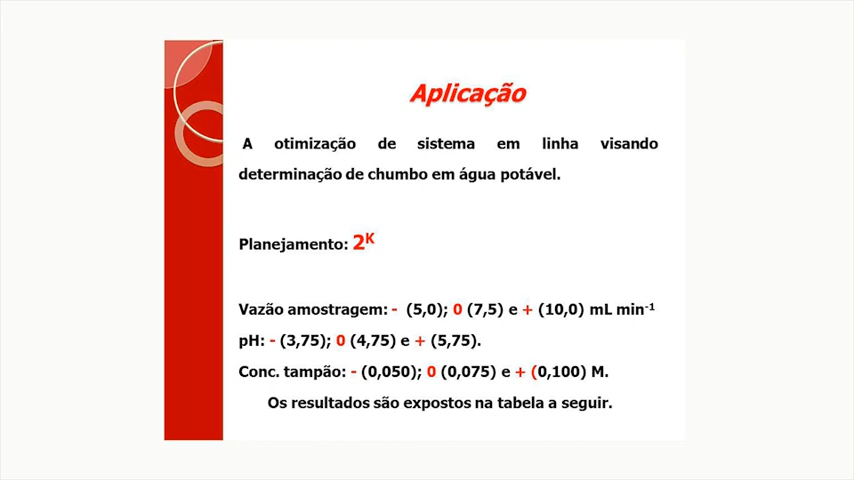 Aplicação
A otimização de sistema em linha visando
determinação de chumbo em água potável.
Planejamento: 2ᴷ
Vazão amostragem: - (5,0); 0 (7,5) e + (10,0) mL min⁻¹
pH: - (3,75); 0 (4,75) e + (5,75).
Conc. tampão: - (0,050); 0 (0,075) e + (0,100) M.
Os resultados são expostos na tabela a seguir.